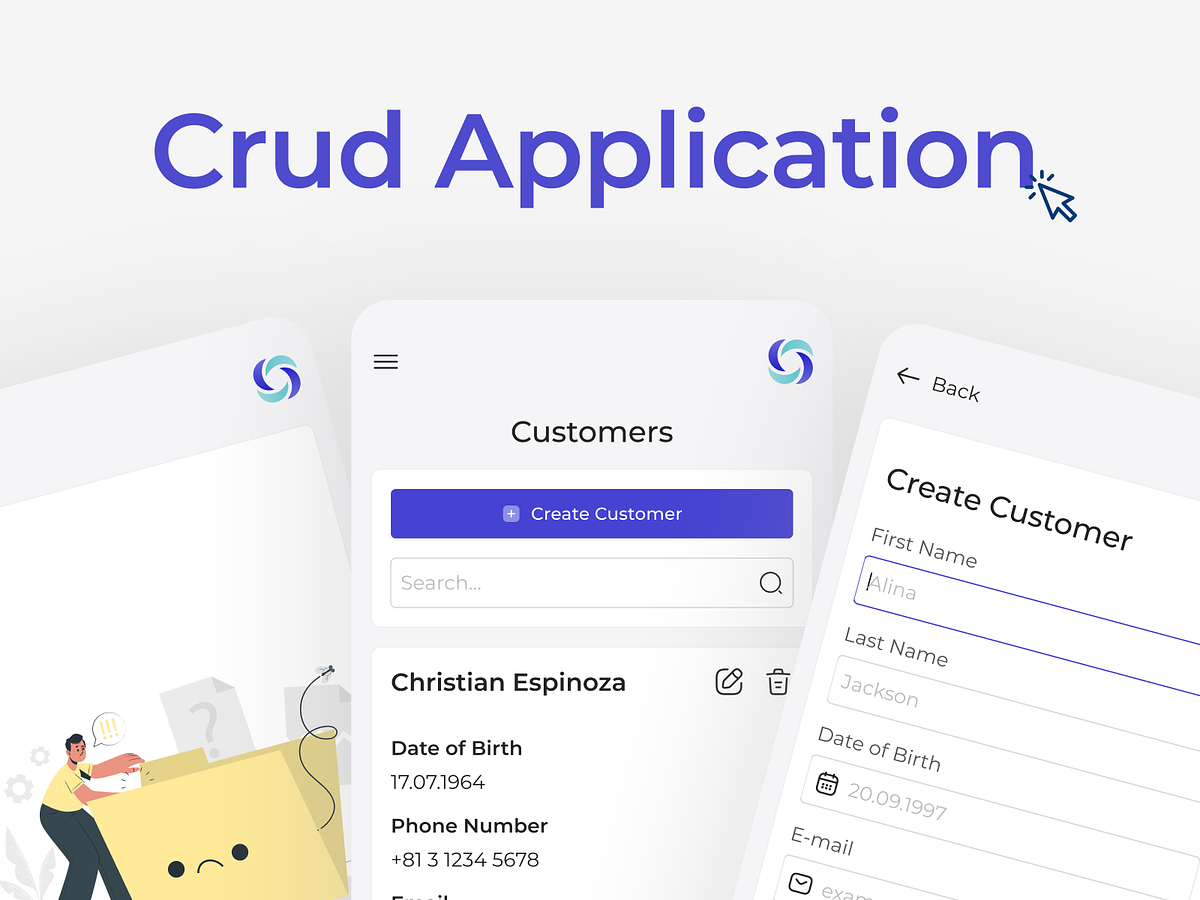 Crud Application
Customers
Create Customer
Search...
Christian Espinoza
Date of Birth
17.07.1964
Phone Number
+81 3 1234 5678
Back
Create Customer
First Name
Alina
Last Name
Jackson
Date of Birth
20.09.1997
E-mail
!!!
?